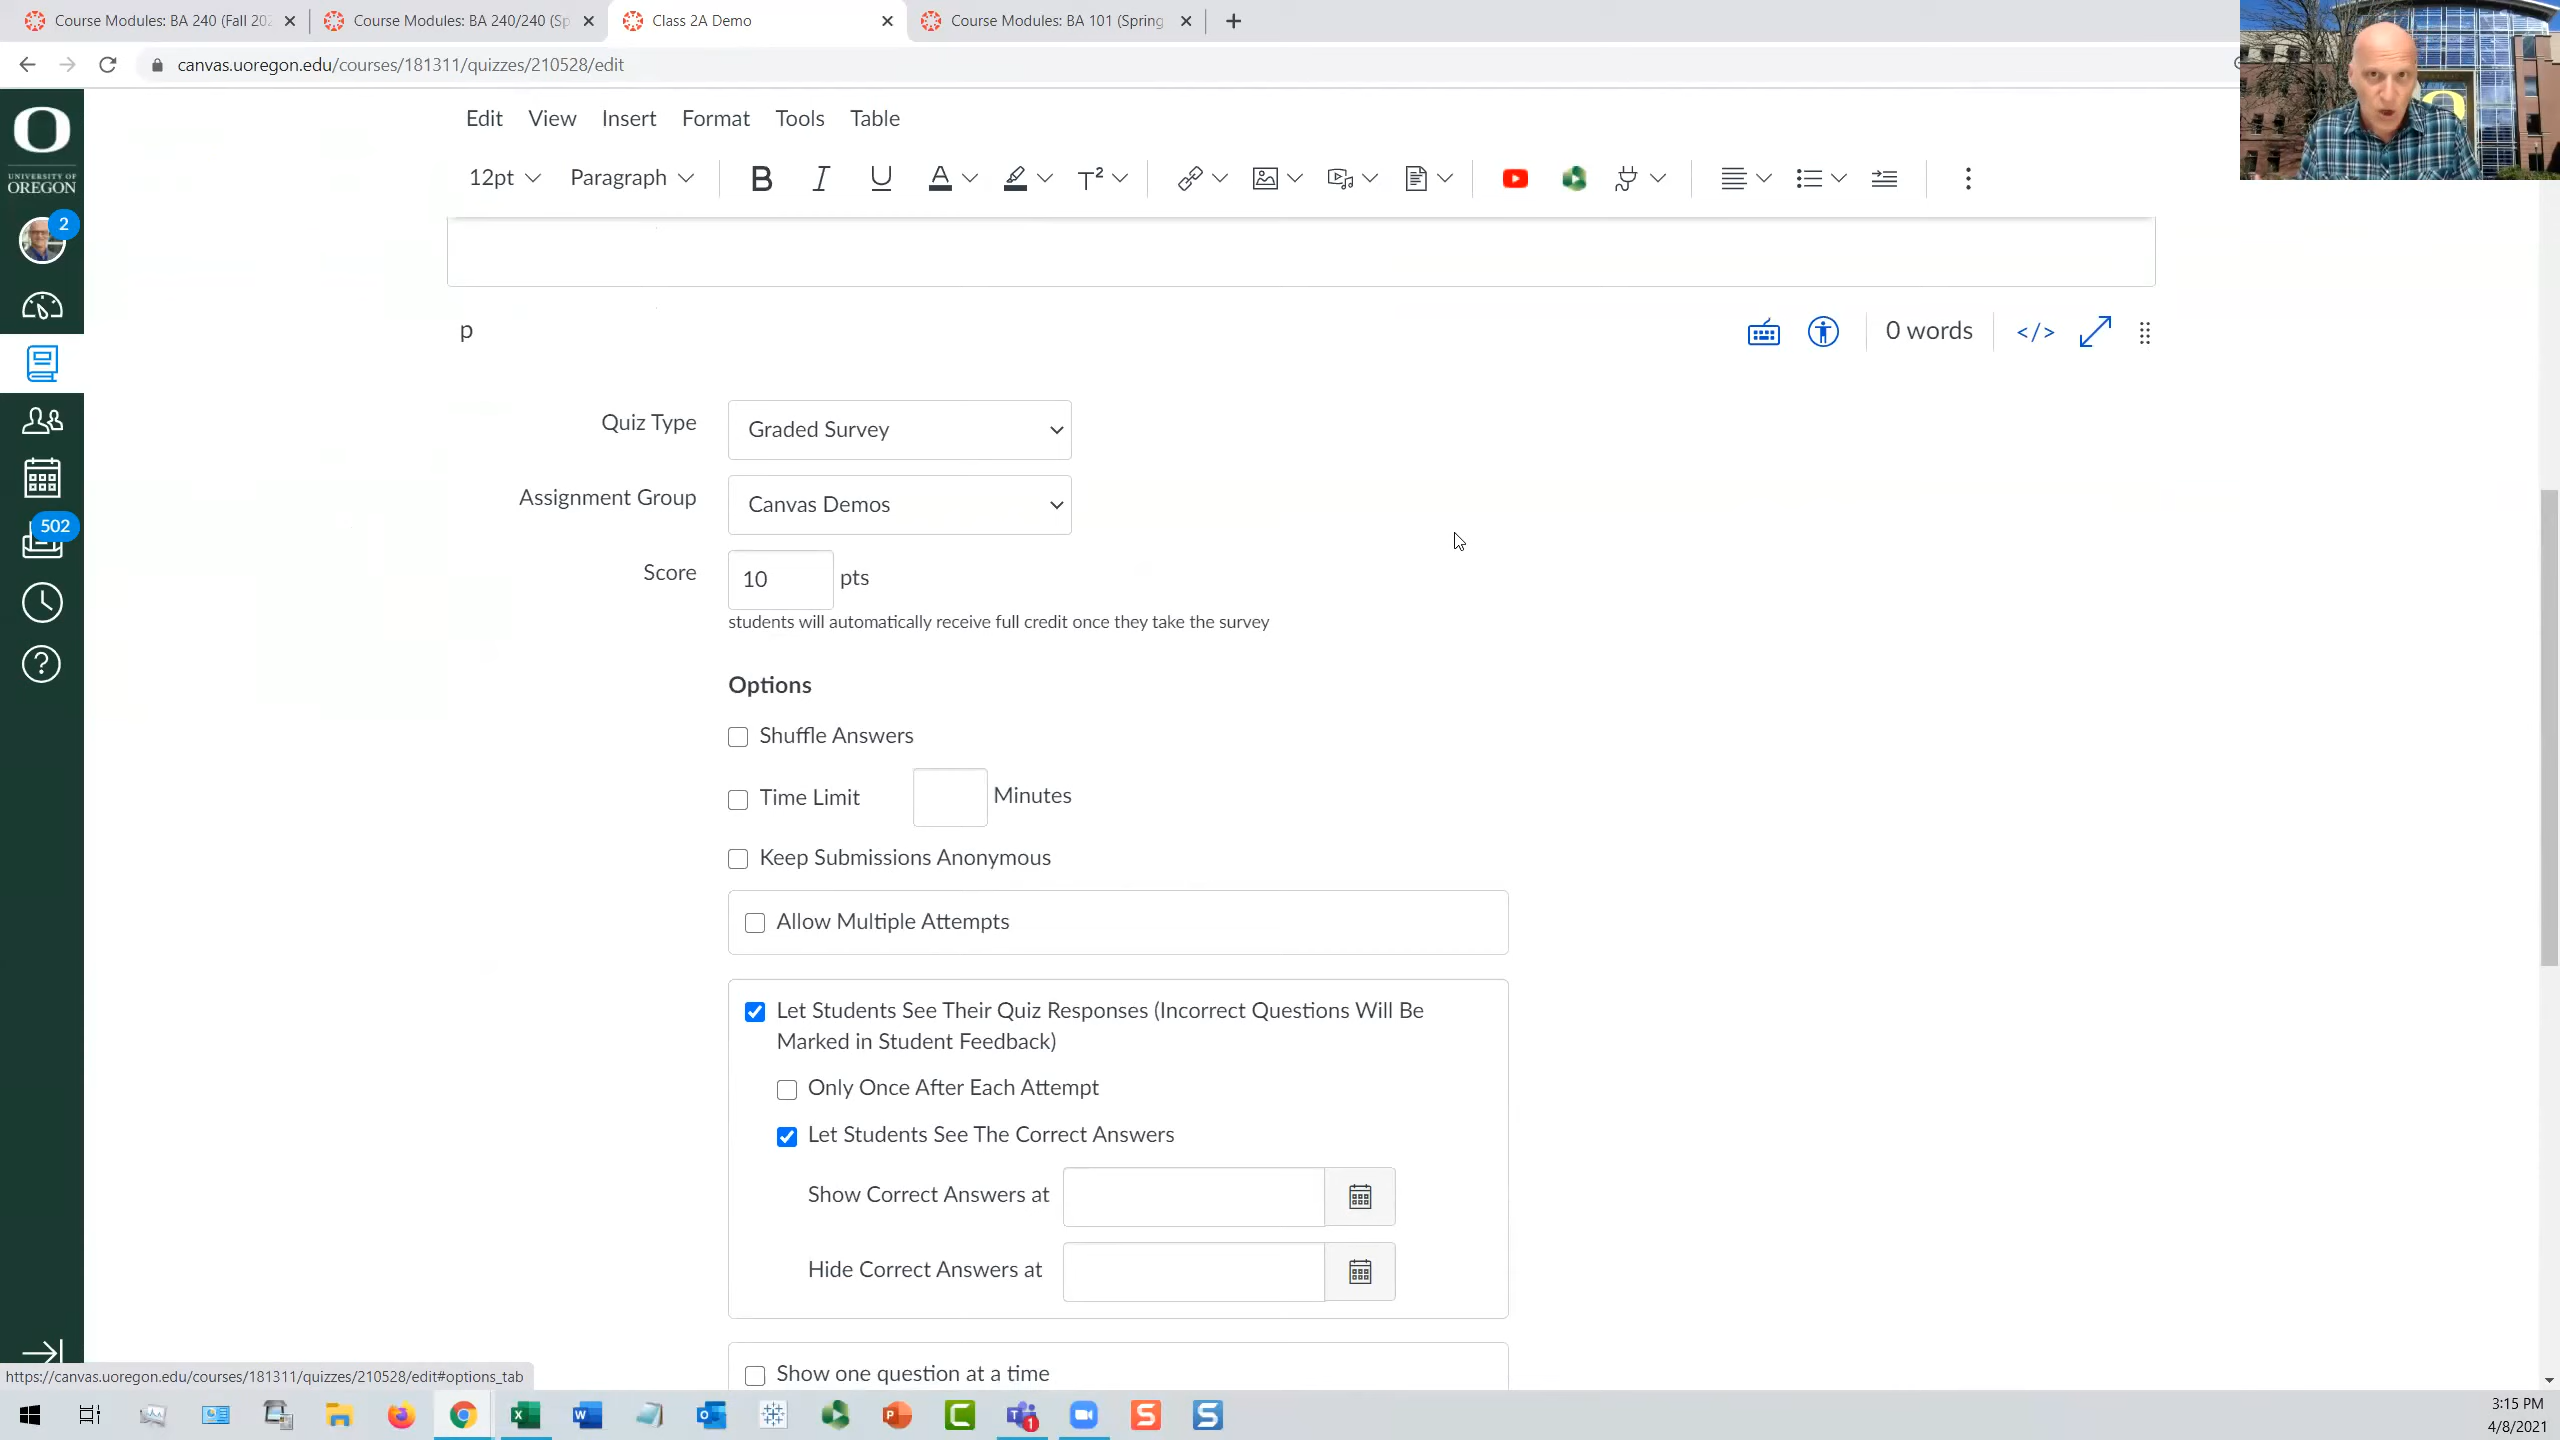 Course Modules: BA 240 (Fall 202
Course Modules: BA 240/240 (Sp
Class 2A Demo
Course Modules: BA 101 (Spring
canvas.uoregon.edu/courses/181311/quizzes/210528/edit
UNIVERSITY OF
OREGON
2
502
Edit View Insert Format Tools Table
12pt Paragraph
p
0 words
Quiz Type Graded Survey
Assignment Group Canvas Demos
Score 10 pts
students will automatically receive full credit once they take the survey
Options
Shuffle Answers
Time Limit Minutes
Keep Submissions Anonymous
Allow Multiple Attempts
Let Students See Their Quiz Responses (Incorrect Questions Will Be
Marked in Student Feedback)
Only Once After Each Attempt
Let Students See The Correct Answers
Show Correct Answers at
Hide Correct Answers at
Show one question at a time
https://canvas.uoregon.edu/courses/181311/quizzes/210528/edit#options_tab
1
3:15 PM
4/8/2021